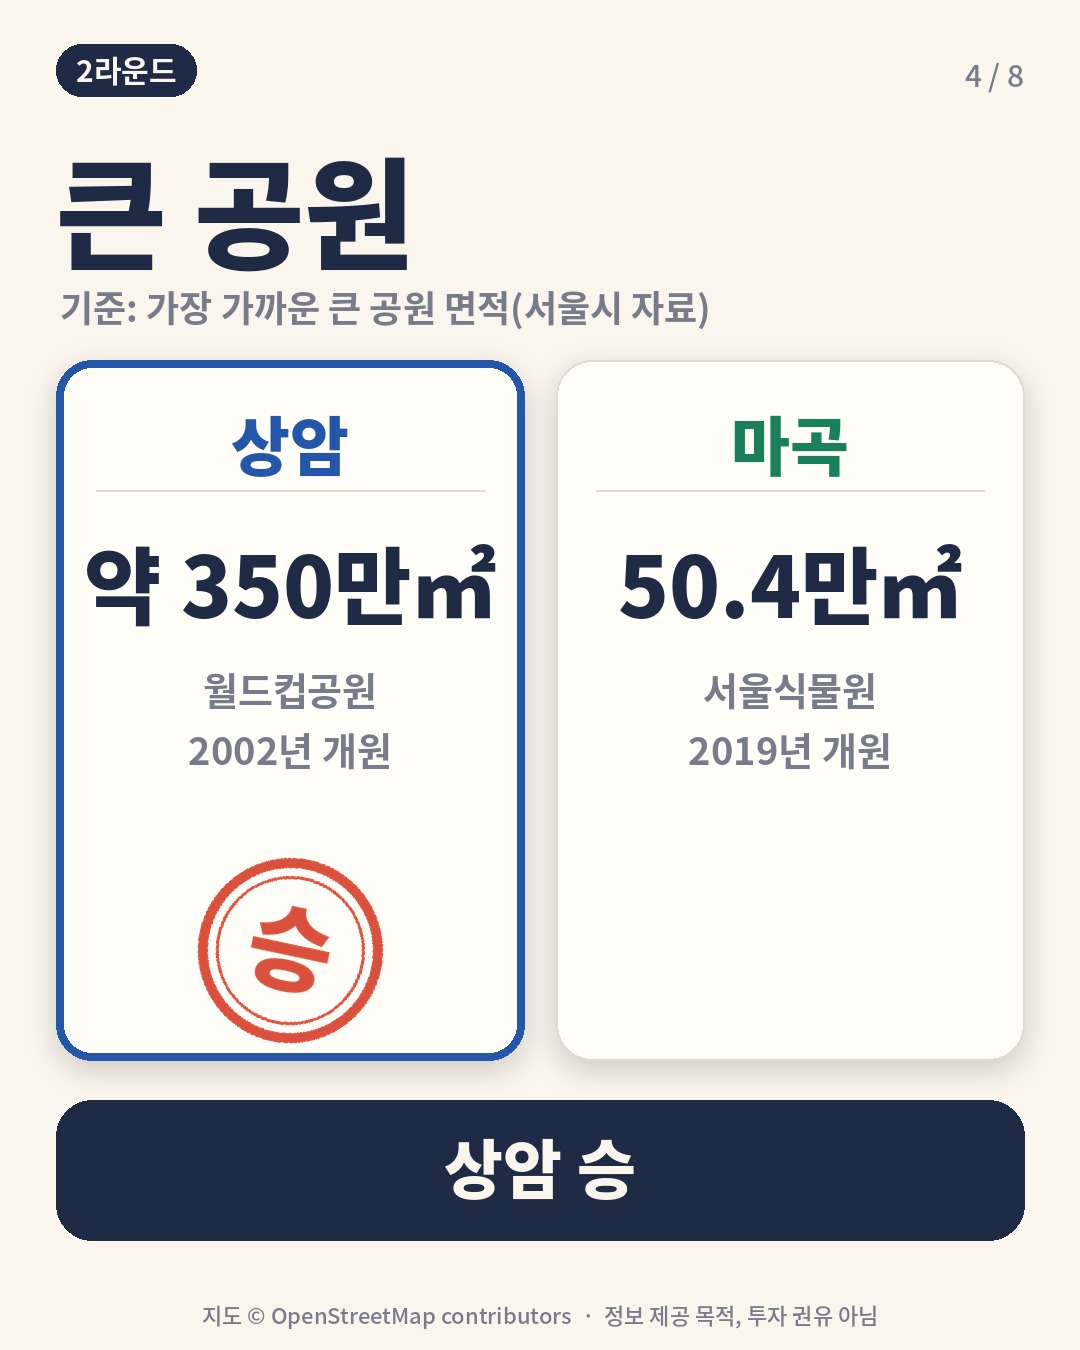 2라운드
4 / 8
큰 공원
기준: 가장 가까운 큰 공원 면적(서울시 자료)
상암
약 350만㎡
월드컵공원
2002년 개원
승
마곡
50.4만㎡
서울식물원
2019년 개원
상암 승
지도 © OpenStreetMap contributors · 정보 제공 목적, 투자 권유 아님